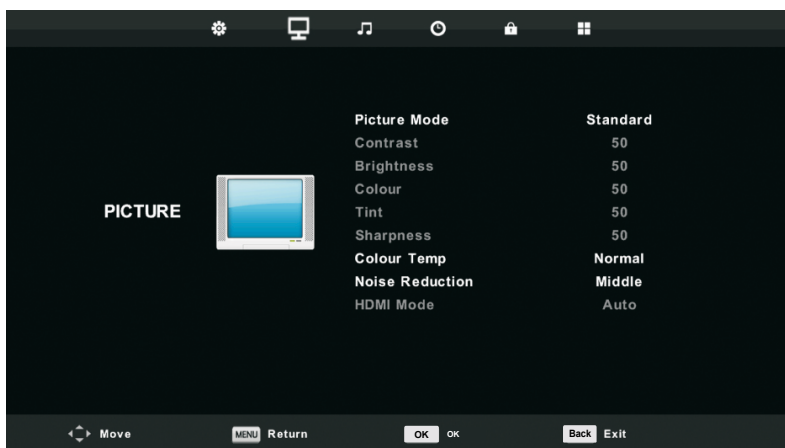 Picture Mode Standard
Contrast 50
Brightness 50
Colour 50
PICTURE
Tint 50
Sharpness 50
Colour Temp Normal
Noise Reduction Middle
HDMI Mode Auto
Move MENU Return OK OK Back Exit